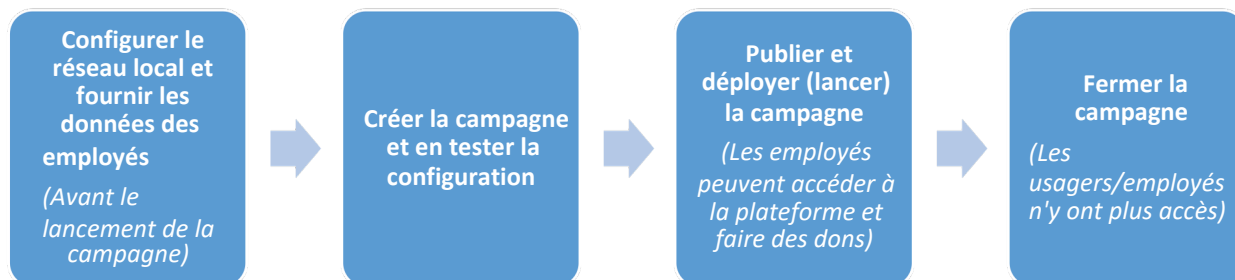 Configurer le
réseau local et
fournir les
données des
employés
(Avant le
lancement de la
campagne)
Créer la campagne
et en tester la
configuration
Publier et
déployer (lancer)
la campagne
(Les employés
peuvent accéder à
la plateforme et
faire des dons)
Fermer la
campagne
(Les
usagers/employés
n'y ont plus accès)